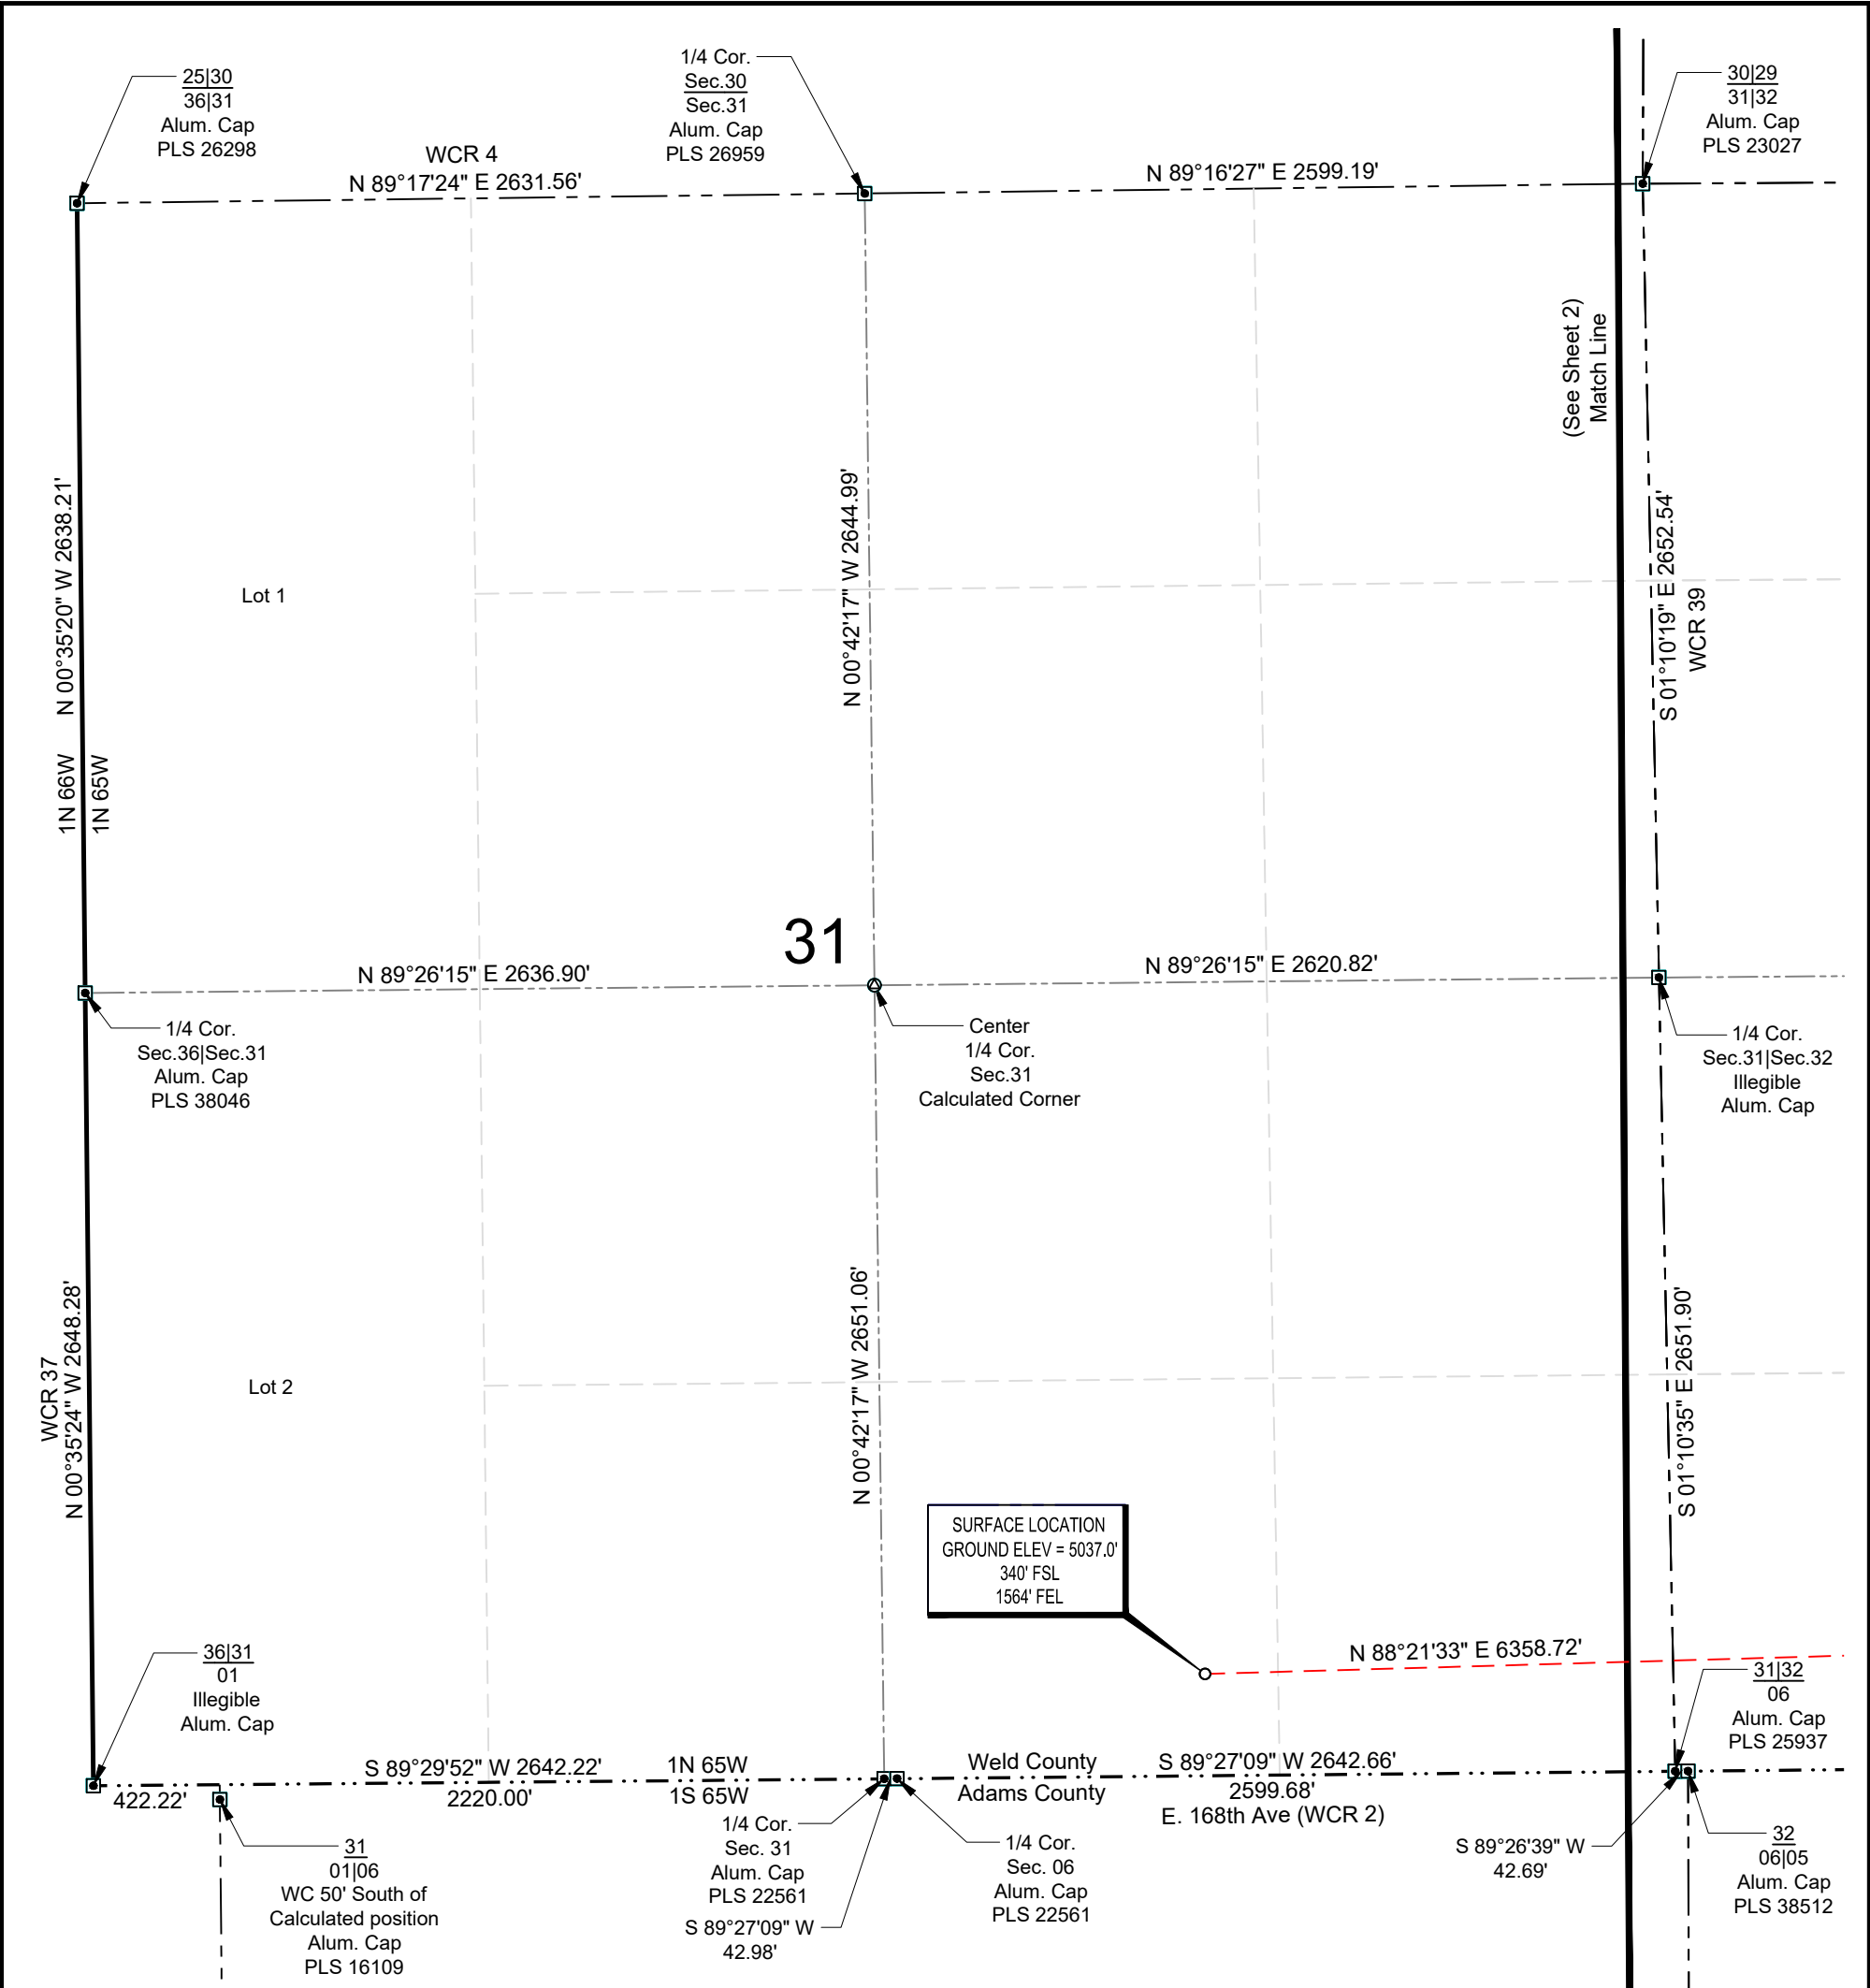 25|30
36|31
Alum. Cap
PLS 26298
WCR 4
N 89°17'24" E 2631.56'
1/4 Cor.
Sec.30
Sec.31
Alum. Cap
PLS 26959
N 89°16'27" E 2599.19'
30|29
31|32
Alum. Cap
PLS 23027
(See Sheet 2)
Match Line
N 00°35'20" W 2638.21'
1N 66W
1N 65W
Lot 1
N 00°42'17" W 2644.99'
S 01°10'19" E 2652.54'
WCR 39
31
N 89°26'15" E 2636.90'
N 89°26'15" E 2620.82'
1/4 Cor.
Sec.36|Sec.31
Alum. Cap
PLS 38046
Center
1/4 Cor.
Sec.31
Calculated Corner
1/4 Cor.
Sec.31|Sec.32
Illegible
Alum. Cap
WCR 37
N 00°35'24" W 2648.28'
Lot 2
N 00°42'17" W 2651.06'
S 01°10'35" E 2651.90'
SURFACE LOCATION
GROUND ELEV = 5037.0'
340' FSL
1564' FEL
N 88°21'33" E 6358.72'
36|31
01
Illegible
Alum. Cap
31|32
06
Alum. Cap
PLS 25937
S 89°29'52" W 2642.22'
1N 65W
Weld County
S 89°27'09" W 2642.66'
422.22'
2220.00'
1S 65W
Adams County
2599.68'
E. 168th Ave (WCR 2)
31
01|06
WC 50' South of
Calculated position
Alum. Cap
PLS 16109
1/4 Cor.
Sec. 31
Alum. Cap
PLS 22561
S 89°27'09" W
42.98'
1/4 Cor.
Sec. 06
Alum. Cap
PLS 22561
S 89°26'39" W
42.69'
32
06|05
Alum. Cap
PLS 38512